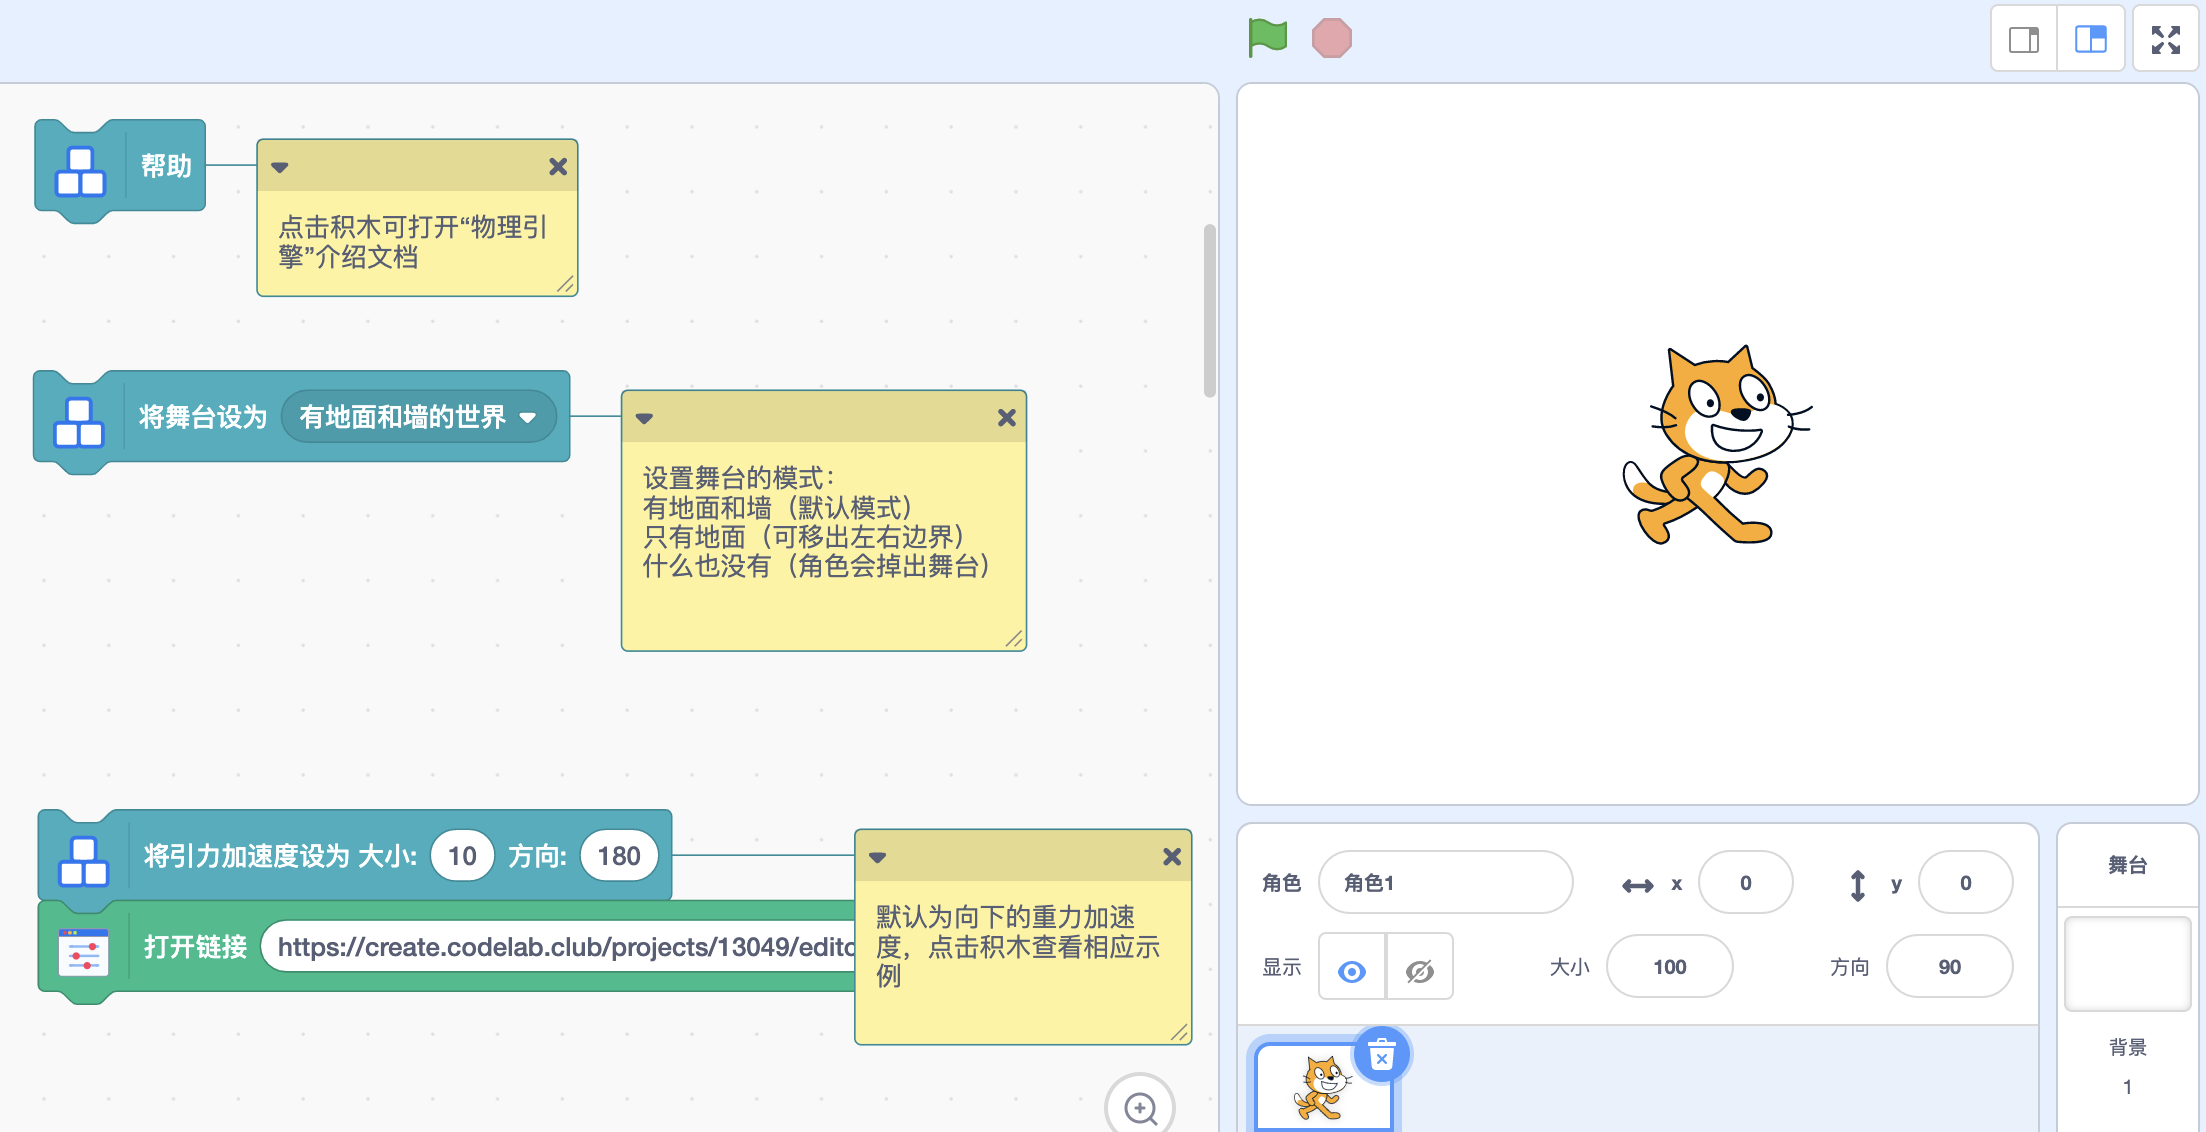 帮助
点击积木可打开“物理引
擎”介绍文档
将舞台设为 有地面和墙的世界
设置舞台的模式：
有地面和墙（默认模式）
只有地面（可移出左右边界）
什么也没有（角色会掉出舞台）
将引力加速度设为 大小: 10 方向: 180
打开链接 https://create.codelab.club/projects/13049/edito
默认为向下的重力加速
度，点击积木查看相应示
例
角色 角色1 x 0 y 0
显示 大小 100 方向 90
舞台
背景
1